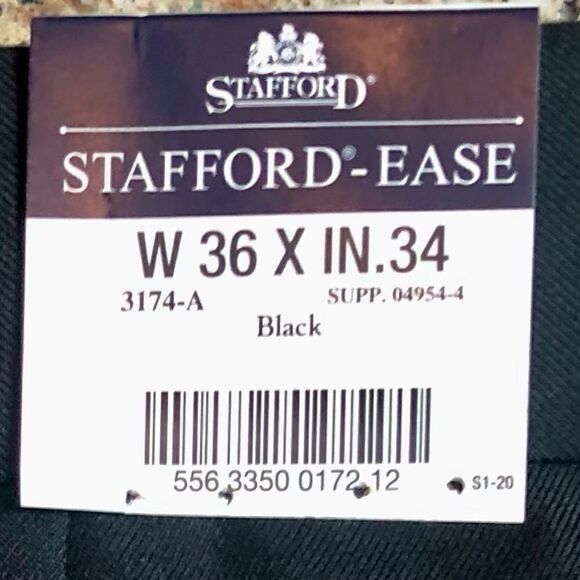 STAFFORD®
STAFFORD®-EASE
W 36 X IN.34
3174-A SUPP. 04954-4
Black
556 3350 0172 12 S1-20